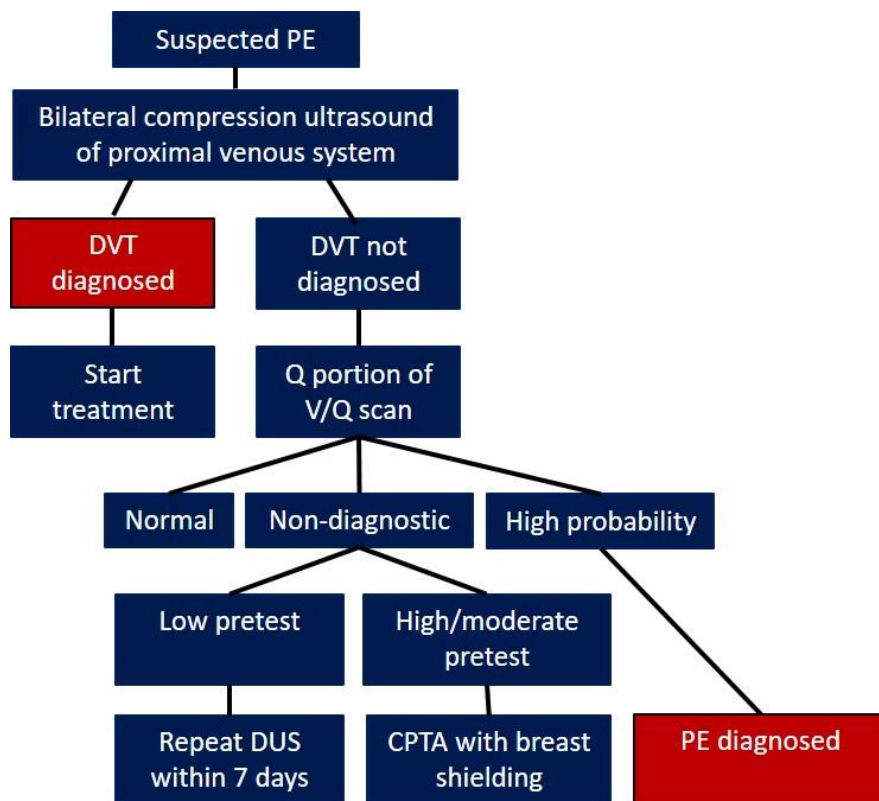 Suspected PE
Bilateral compression ultrasound
of proximal venous system
DVT
diagnosed
DVT not
diagnosed
Start
treatment
Q portion of
V/Q scan
Normal
Non-diagnostic
High probability
Low pretest
High/moderate
pretest
Repeat DUS
within 7 days
CPTA with breast
shielding
PE diagnosed